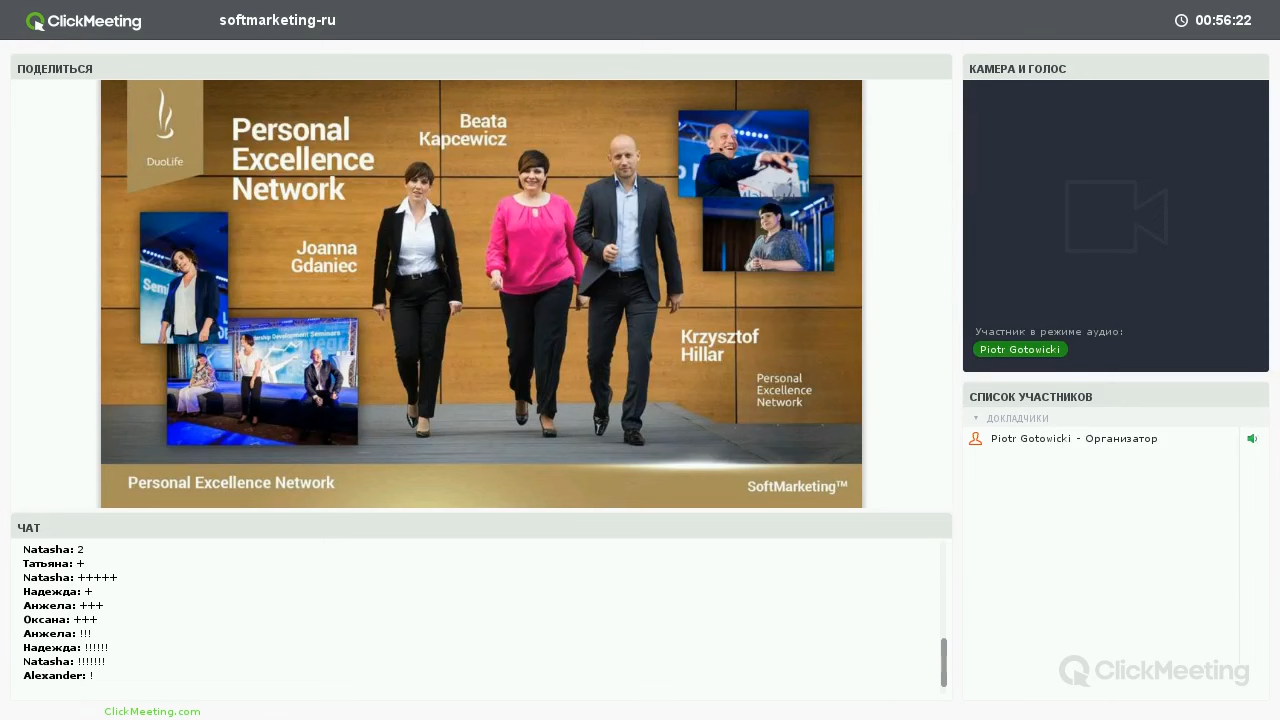 ClickMeeting
softmarketing-ru
00:56:22
ПОДЕЛИТЬСЯ
DuoLife
Personal
Excellence
Network
Beata
Kapcewicz
Joanna
Gdaniec
Krzysztof
Hillar
Personal
Excellence
Network
Personal Excellence Network
SoftMarketing™
КАМЕРА И ГОЛОС
Участник в режиме аудио:
Piotr Gotowicki
СПИСОК УЧАСТНИКОВ
ДОКЛАДЧИКИ
Piotr Gotowicki - Организатор
ЧАТ
Natasha: 2
Татьяна: +
Natasha: +++++
Надежда: +
Анжела: +++
Оксана: +++
Анжела: !!!
Надежда: !!!!!!
Natasha: !!!!!!!
Alexander: !
ClickMeeting
ClickMeeting.com